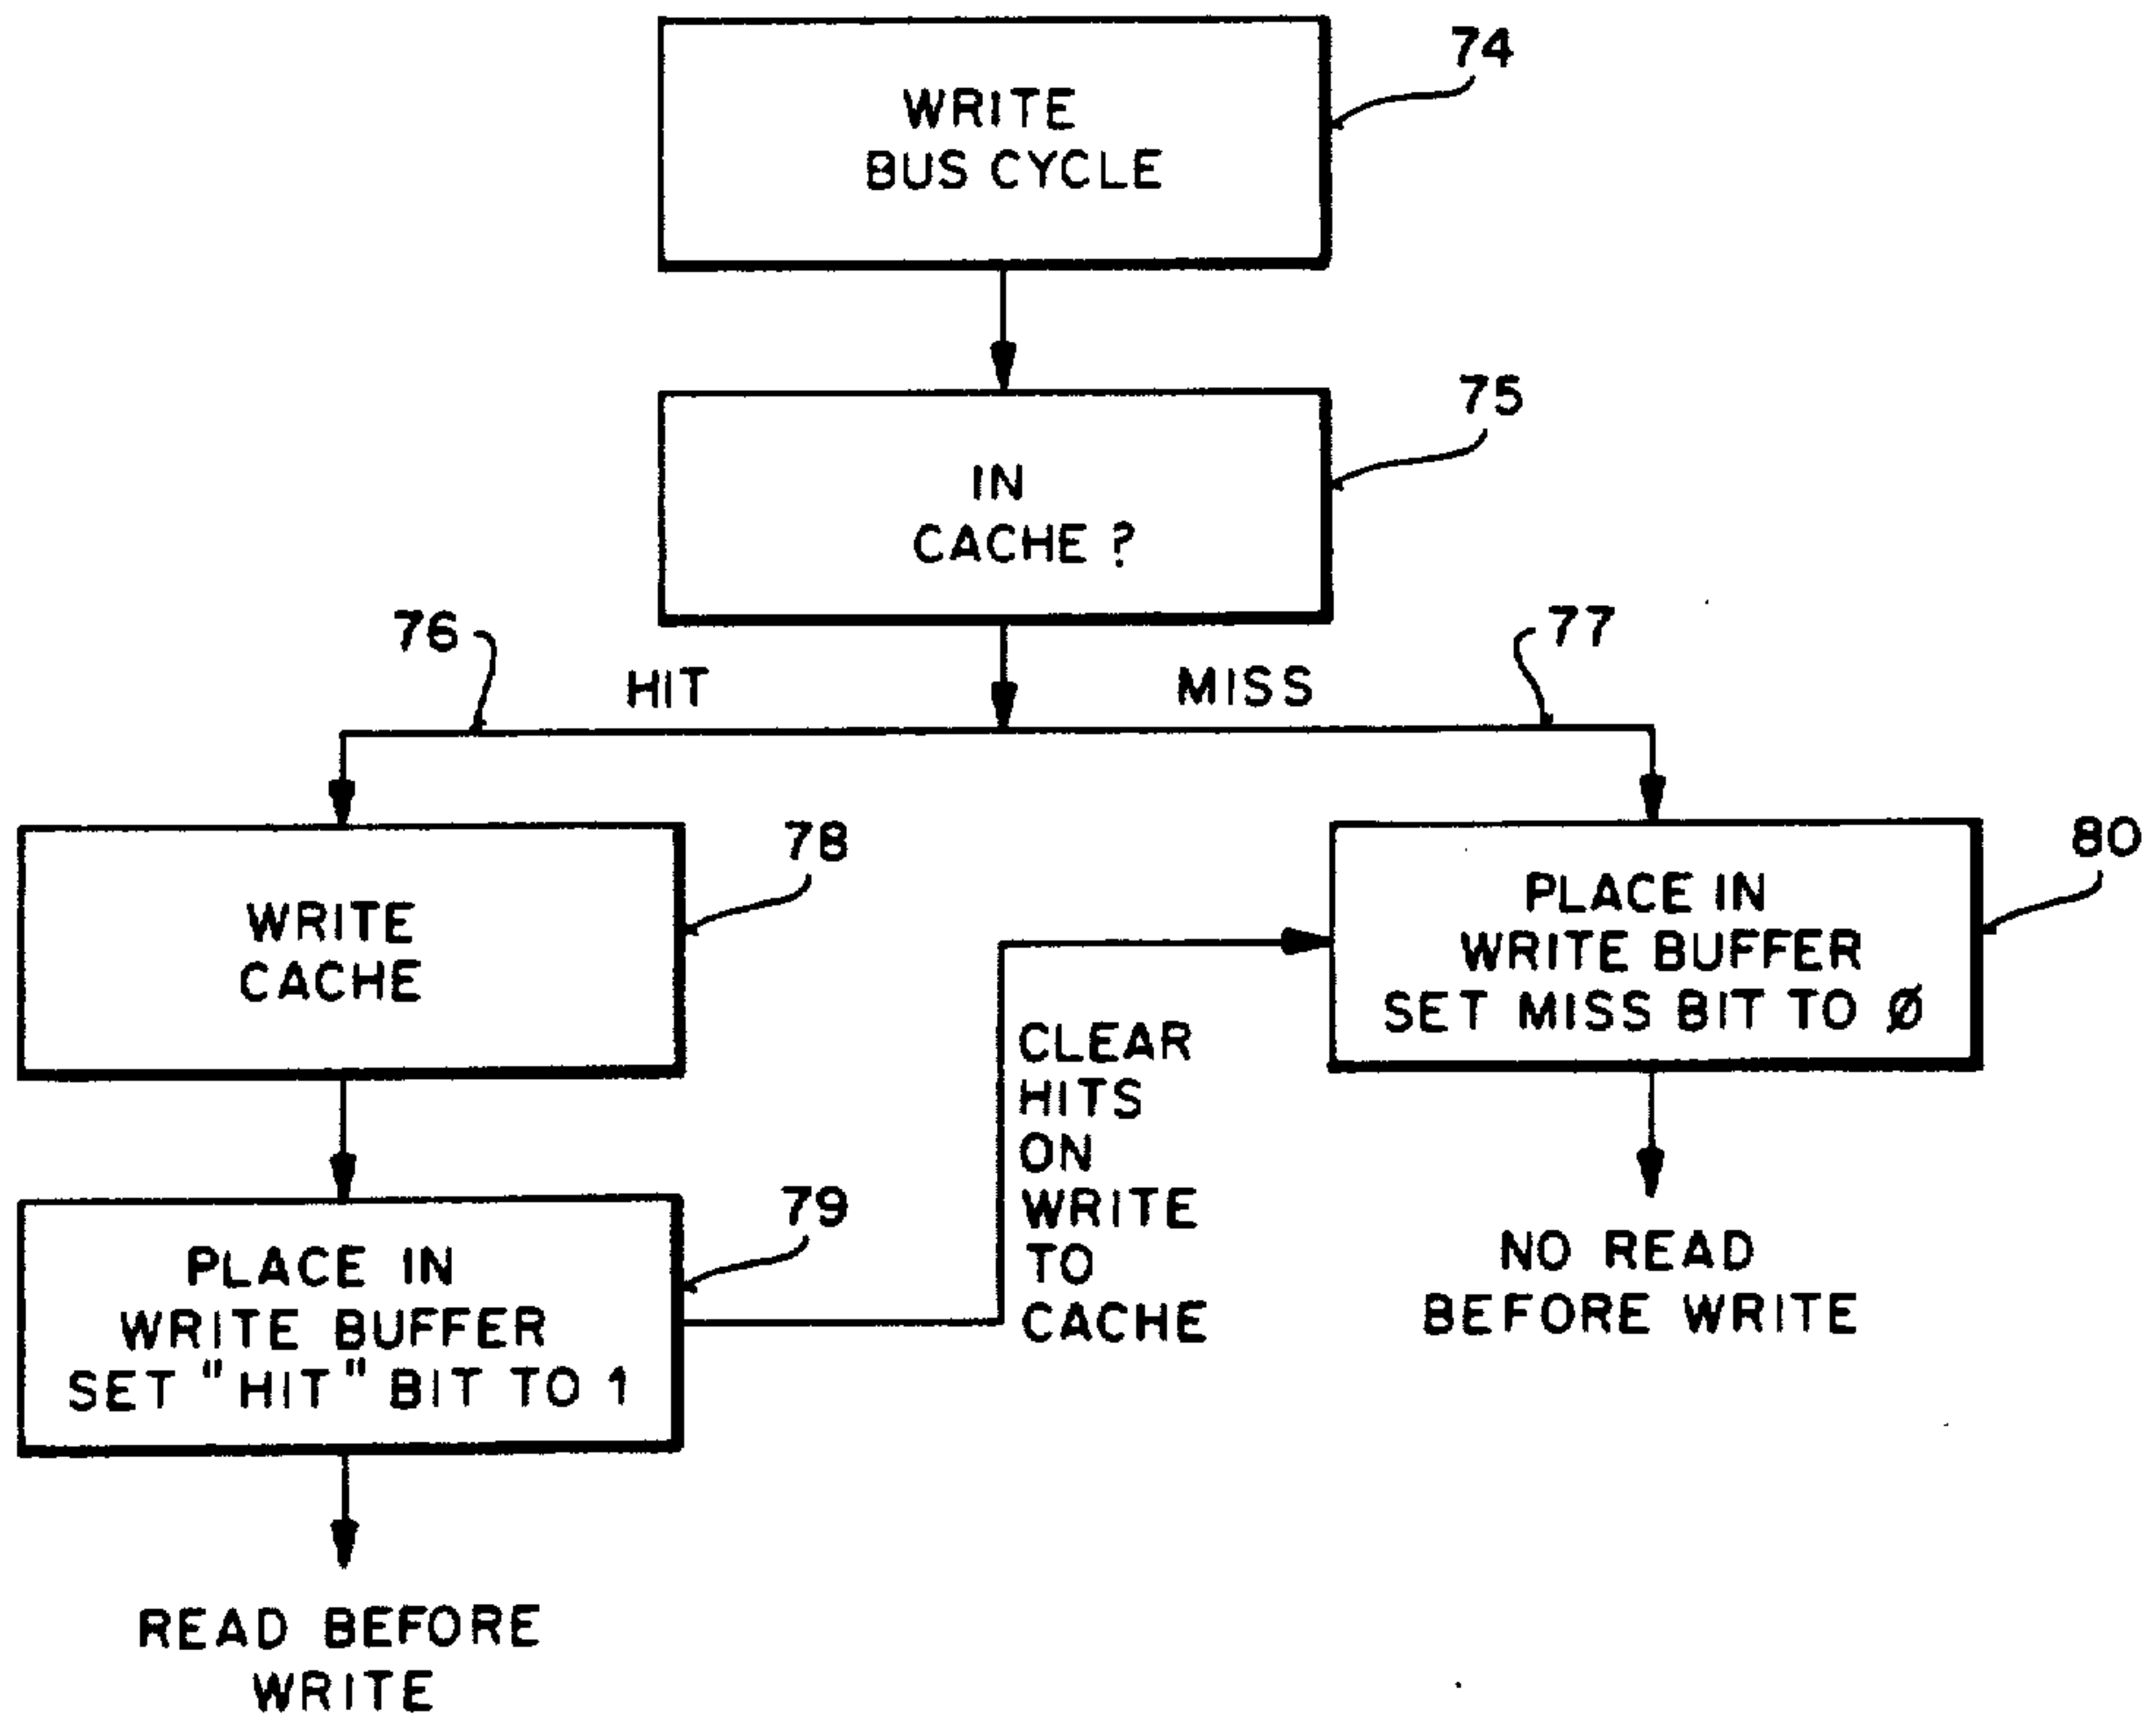 74
WRITE
BUS CYCLE
75
IN
CACHE ?
76
77
HIT
MISS
78
WRITE
CACHE
80
PLACE IN
WRITE BUFFER
SET MISS BIT TO Ø
CLEAR
HITS
ON
WRITE
TO
CACHE
79
PLACE IN
WRITE BUFFER
SET "HIT" BIT TO 1
NO READ
BEFORE WRITE
READ BEFORE
WRITE